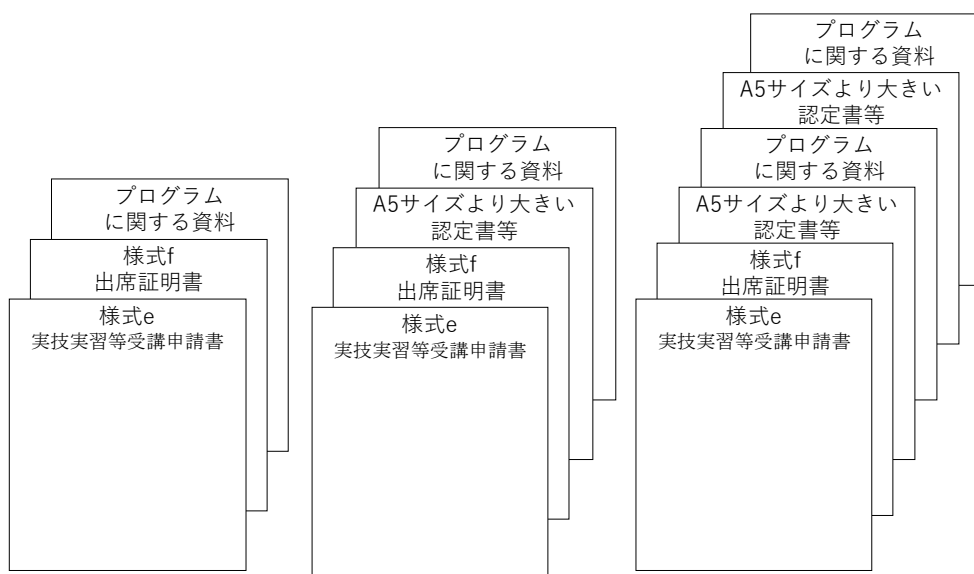 プログラム
に関する資料
様式f
出席証明書
様式e
実技実習等受講申請書
プログラム
に関する資料
A5サイズより大きい
認定書等
様式f
出席証明書
様式e
実技実習等受講申請書
プログラム
に関する資料
A5サイズより大きい
認定書等
プログラム
に関する資料
A5サイズより大きい
認定書等
様式f
出席証明書
様式e
実技実習等受講申請書